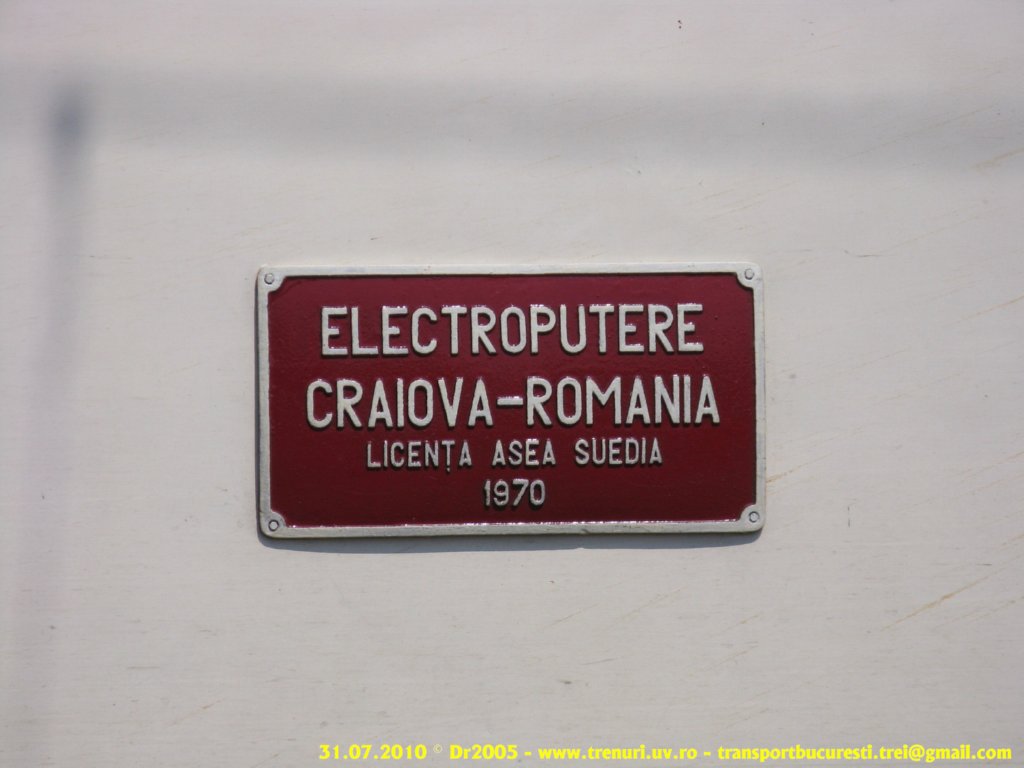 ELECTROPUTERE
CRAIOVA-ROMANIA
LICENȚA ASEA SUEDIA
1970
31.07.2010 © Dr2005 - www.trenuri.uv.ro - transportbucuresti.trei@gmail.com